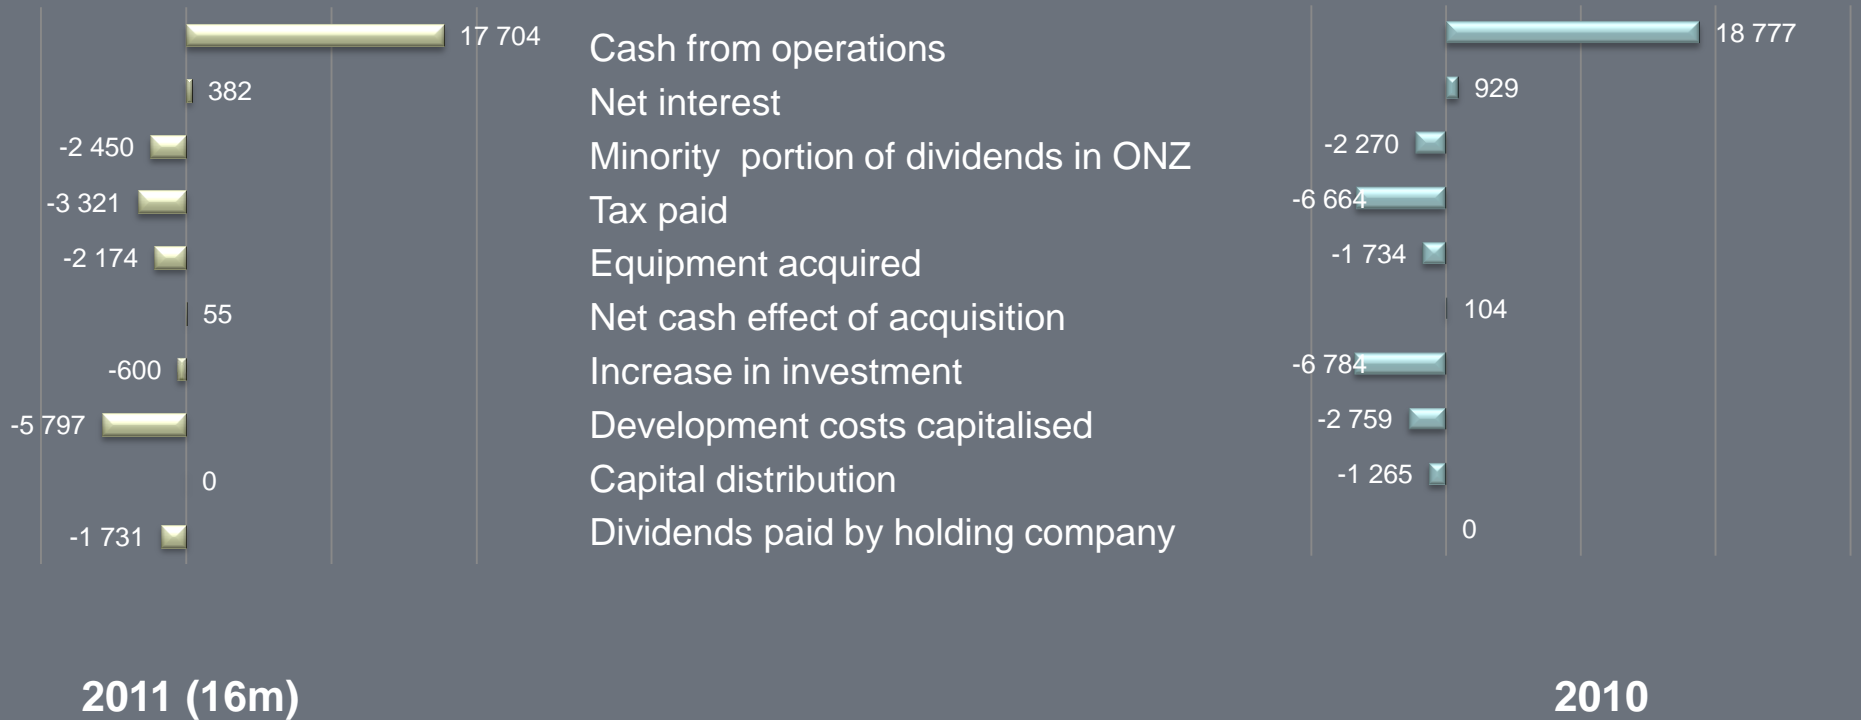 17 704 Cash from operations 18 777
382 Net interest 929
-2 450 Minority portion of dividends in ONZ -2 270
-3 321 Tax paid -6 664
-2 174 Equipment acquired -1 734
55 Net cash effect of acquisition 104
-600 Increase in investment -6 784
-5 797 Development costs capitalised -2 759
0 Capital distribution -1 265
-1 731 Dividends paid by holding company 0
2011 (16m) 2010